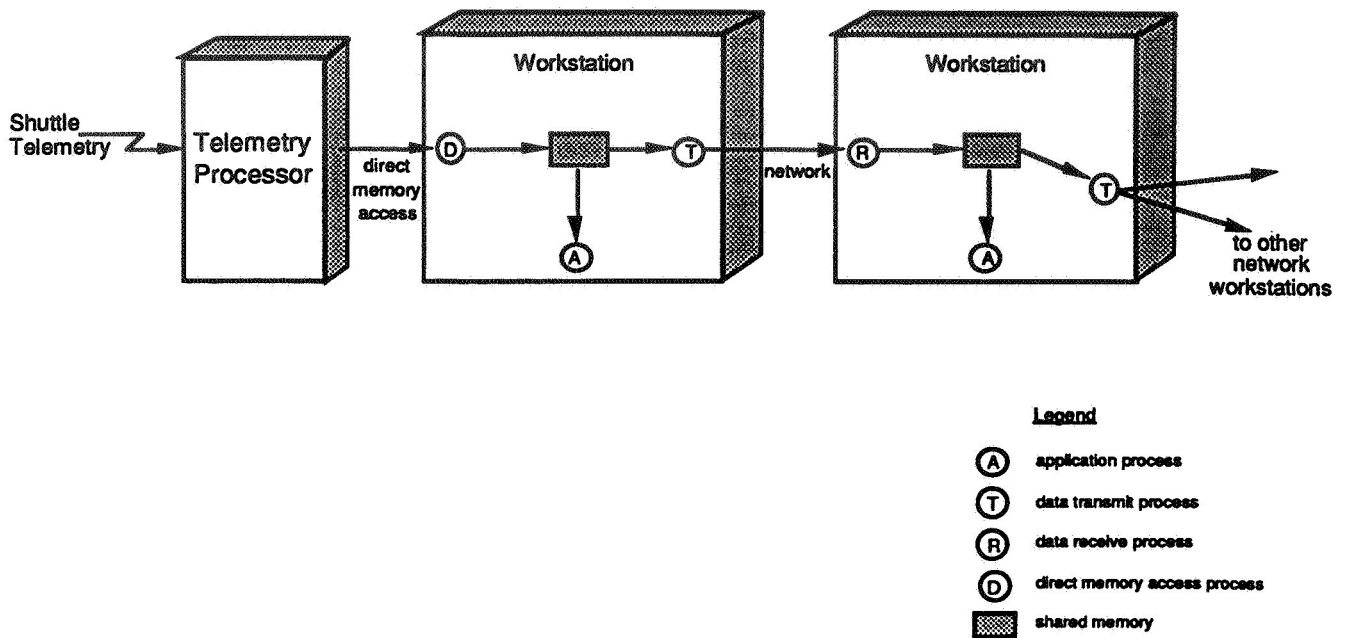 Workstation
Workstation
Shuttle
Telemetry
Telemetry
Processor
D
T
R
direct
memory
access
network
T
A
A
to other
network
workstations
Legend
A application process
T data transmit process
R data receive process
D direct memory access process
shared memory